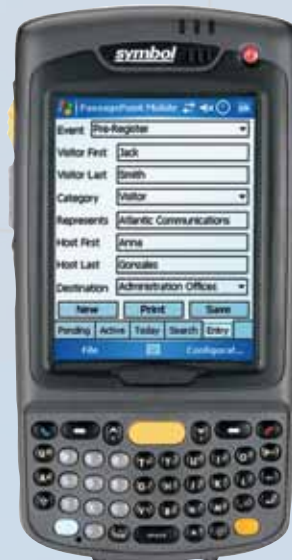 symbol
PassagePoint Mobile ok
Event Pre-Register
Visitor First Jack
Visitor Last Smith
Category Visitor
Represents Atlantic Communications
Host First Anna
Host Last Gonzales
Destination Administration Offices
New Print Save
Pending Active Today Search Entry
File Configurat...